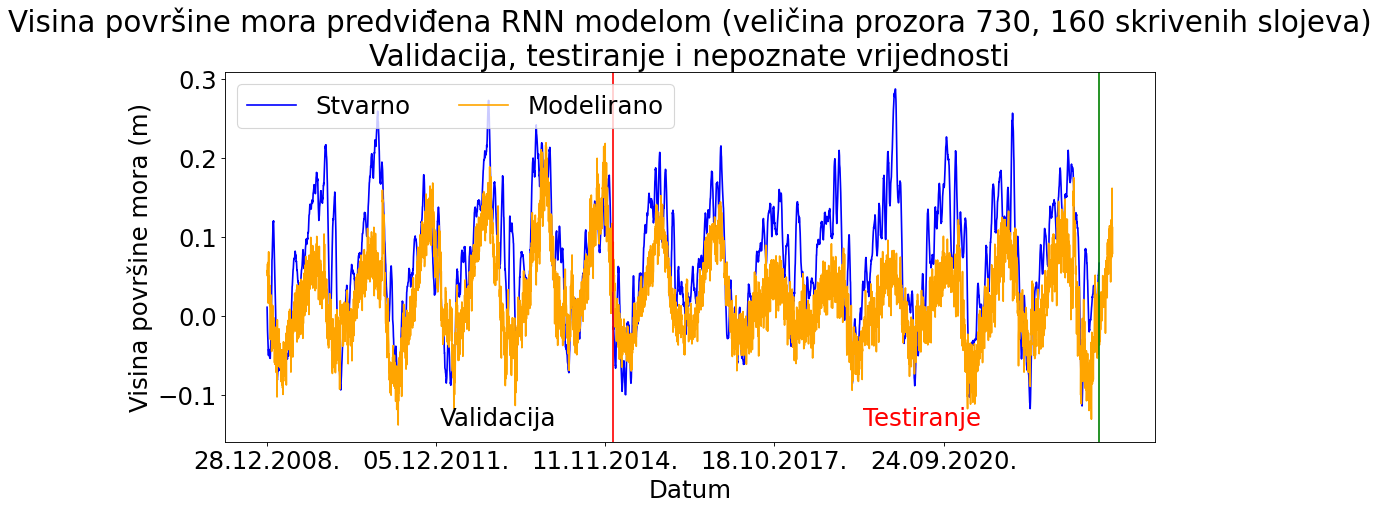 Visina površine mora predviđena RNN modelom (veličina prozora 730, 160 skrivenih slojeva)
Validacija, testiranje i nepoznate vrijednosti
Stvarno
Modelirano
Visina površine mora (m)
0.3
0.2
0.1
0.0
−0.1
Validacija
Testiranje
28.12.2008.
05.12.2011.
11.11.2014.
18.10.2017.
24.09.2020.
Datum